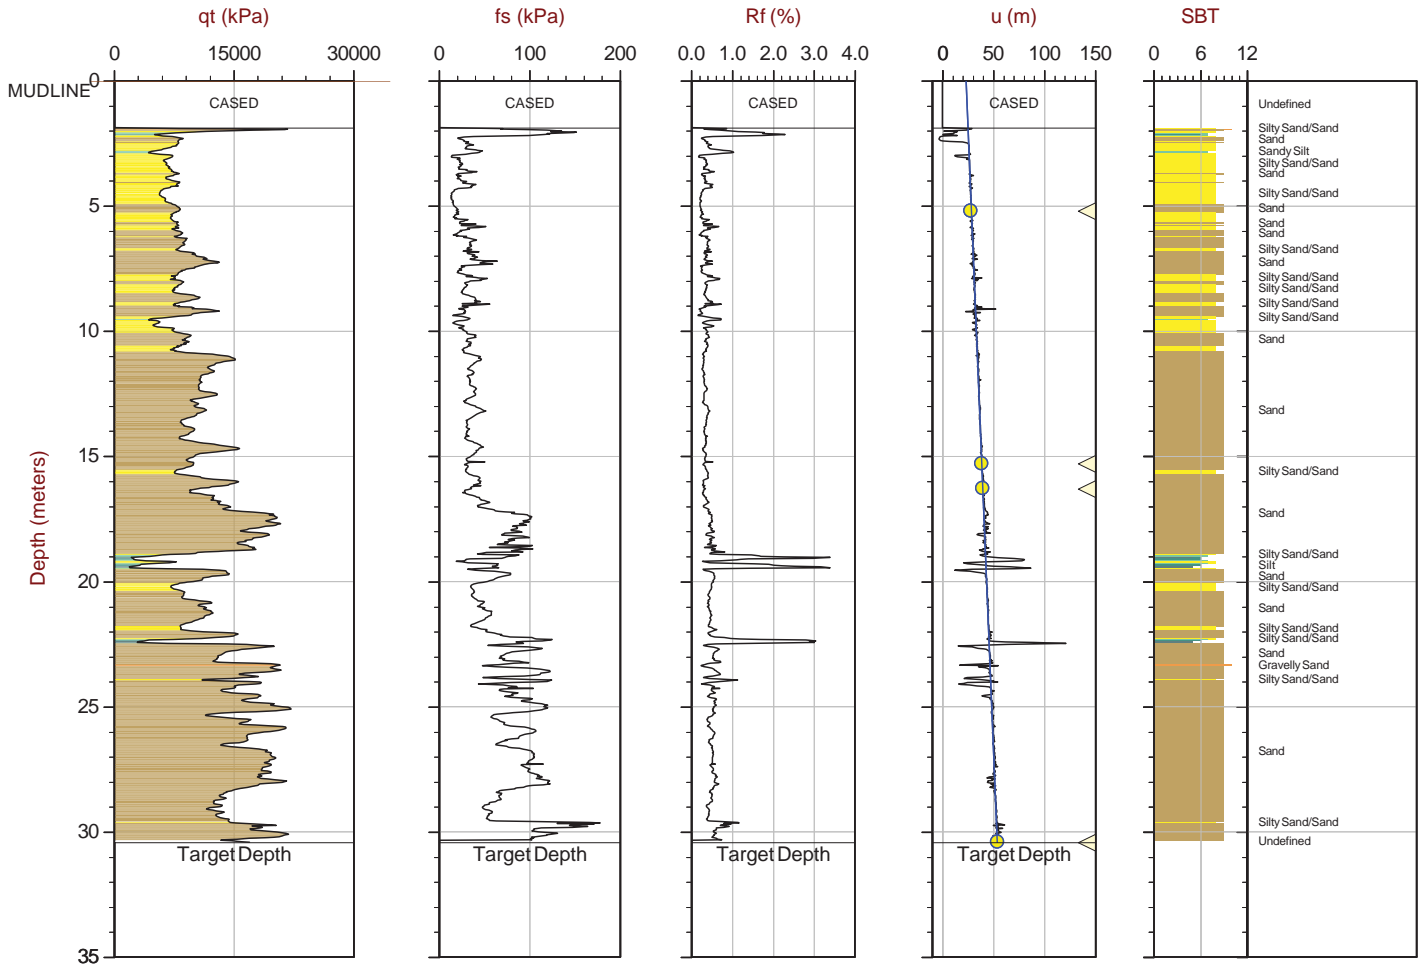 qt (kPa) fs (kPa) Rf (%) u (m) SBT
0 15000 30000 0 100 200 0.0 1.0 2.0 3.0 4.0 0 50 100 150 0 6 12
0
MUDLINE
CASED CASED CASED CASED
Undefined
Silty Sand/Sand
Sand
Sandy Silt
Silty Sand/Sand
Sand
Silty Sand/Sand
5
Sand
Sand
Sand
Silty Sand/Sand
Sand
Silty Sand/Sand
Silty Sand/Sand
Silty Sand/Sand
Silty Sand/Sand
10
Sand
Sand
15
Silty Sand/Sand
Sand
Depth (meters)
Silty Sand/Sand
Silt
Sand
20
Silty Sand/Sand
Sand
Silty Sand/Sand
Silty Sand/Sand
Sand
Gravelly Sand
Silty Sand/Sand
25
Sand
Silty Sand/Sand
30
Undefined
Target Depth Target Depth Target Depth Target Depth
35